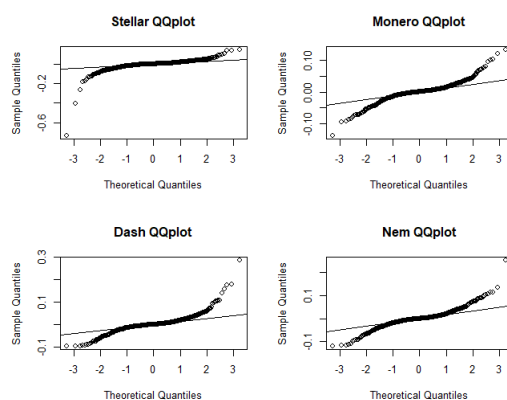 Stellar QQplot
Sample Quantiles
-0.2
-0.6
-3 -2 -1 0 1 2 3
Theoretical Quantiles
Monero QQplot
Sample Quantiles
0.10
0.00
-0.10
-3 -2 -1 0 1 2 3
Theoretical Quantiles
Dash QQplot
Sample Quantiles
0.3
0.1
-0.1
-3 -2 -1 0 1 2 3
Theoretical Quantiles
Nem QQplot
Sample Quantiles
0.1
-0.1
-3 -2 -1 0 1 2 3
Theoretical Quantiles